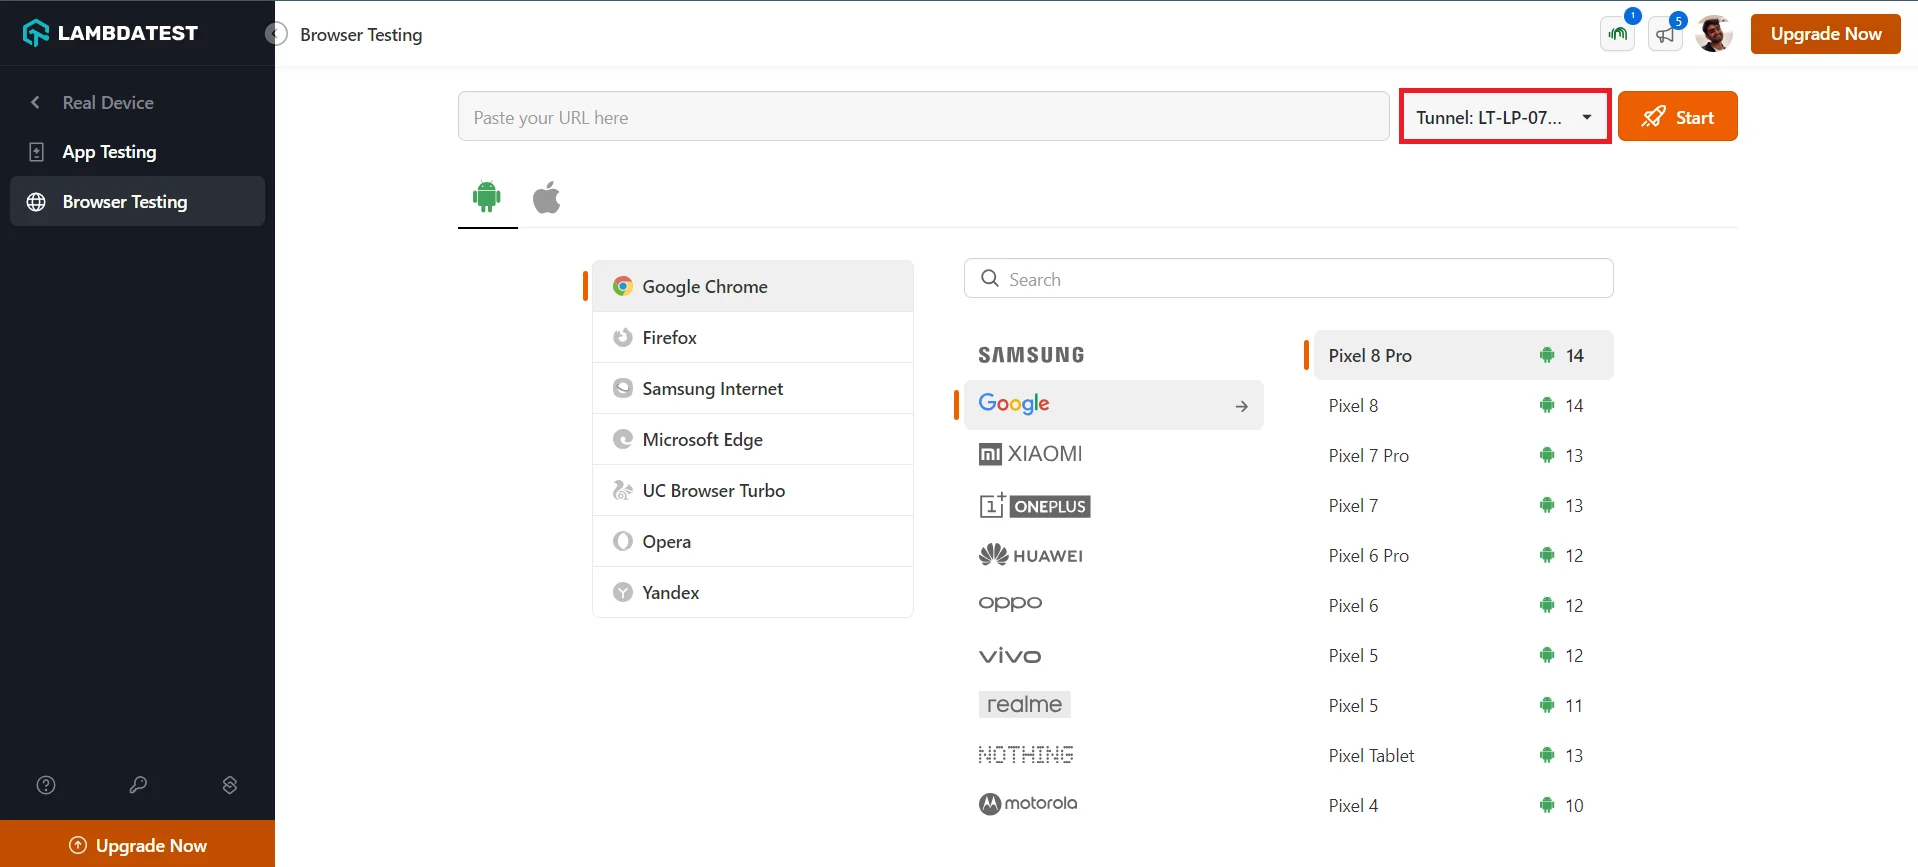 LAMBDATEST
Browser Testing
1
5
Upgrade Now
Real Device
App Testing
Browser Testing
Paste your URL here
Tunnel: LT-LP-07...
Start
Google Chrome
Firefox
Samsung Internet
Microsoft Edge
UC Browser Turbo
Opera
Yandex
Search
SAMSUNG
Google
mi XIAOMI
1+ ONEPLUS
HUAWEI
oppo
vivo
realme
NOTHING
motorola
Pixel 8 Pro 14
Pixel 8 14
Pixel 7 Pro 13
Pixel 7 13
Pixel 6 Pro 12
Pixel 6 12
Pixel 5 12
Pixel 5 11
Pixel Tablet 13
Pixel 4 10
Upgrade Now